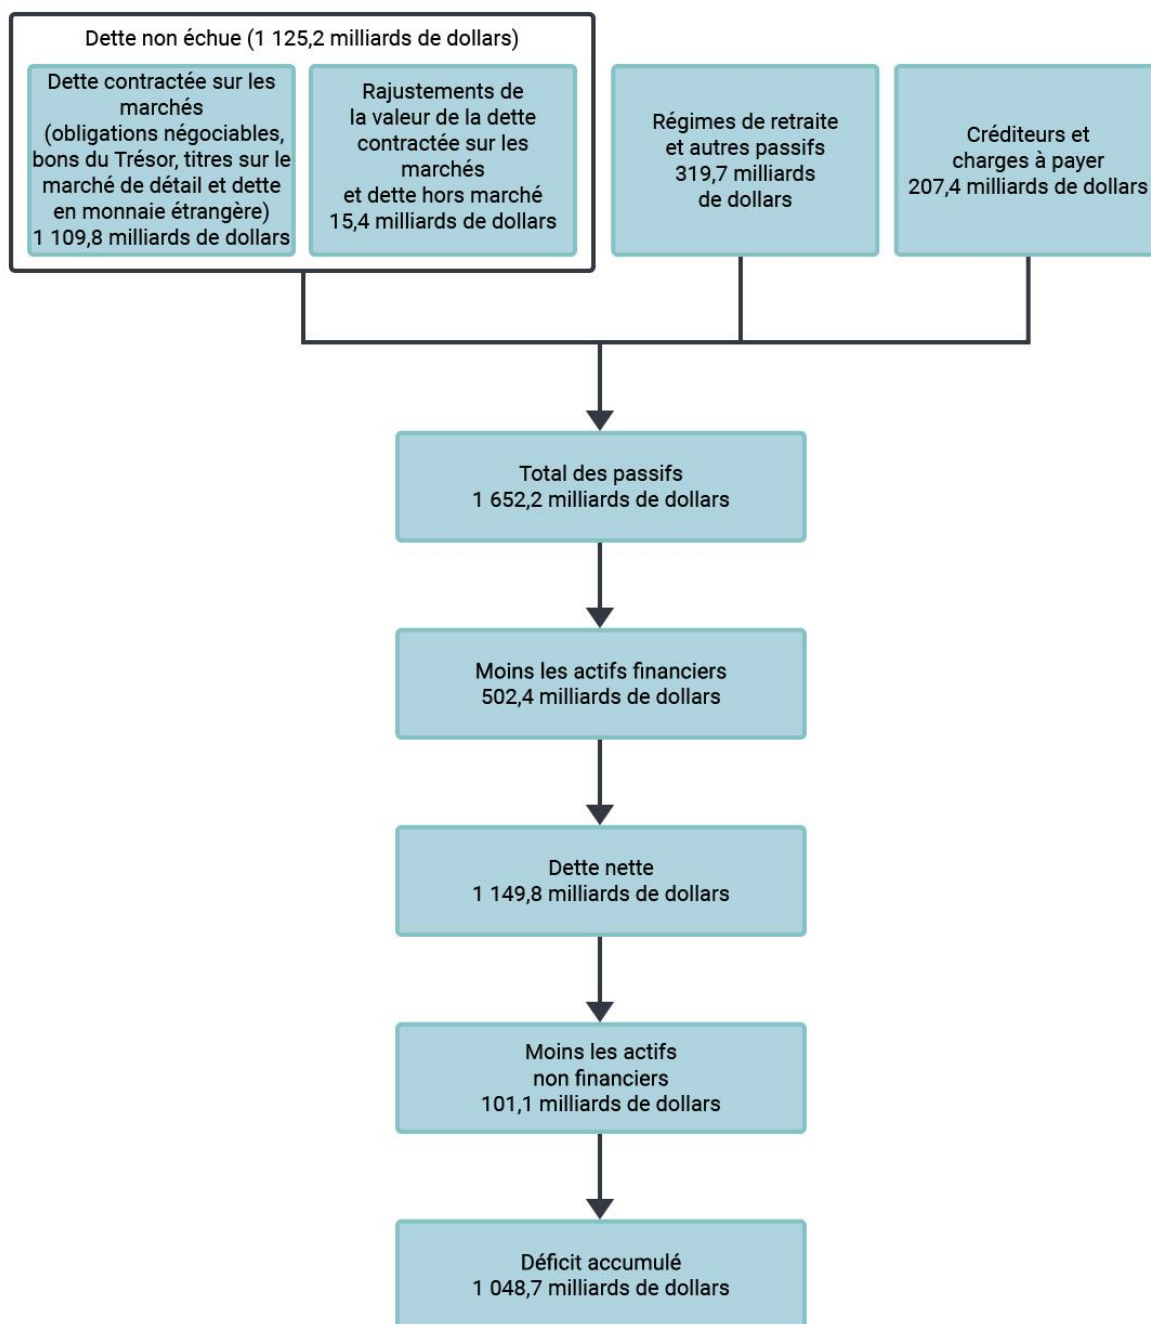 Dette non échue (1 125,2 milliards de dollars)
Dette contractée sur les
marchés
(obligations négociables,
bons du Trésor, titres sur le
marché de détail et dette
en monnaie étrangère)
1 109,8 milliards de dollars
Rajustements de
la valeur de la dette
contractée sur les
marchés
et dette hors marché
15,4 milliards de dollars
Régimes de retraite
et autres passifs
319,7 milliards
de dollars
Créditeurs et
charges à payer
207,4 milliards de dollars
Total des passifs
1 652,2 milliards de dollars
Moins les actifs financiers
502,4 milliards de dollars
Dette nette
1 149,8 milliards de dollars
Moins les actifs
non financiers
101,1 milliards de dollars
Déficit accumulé
1 048,7 milliards de dollars